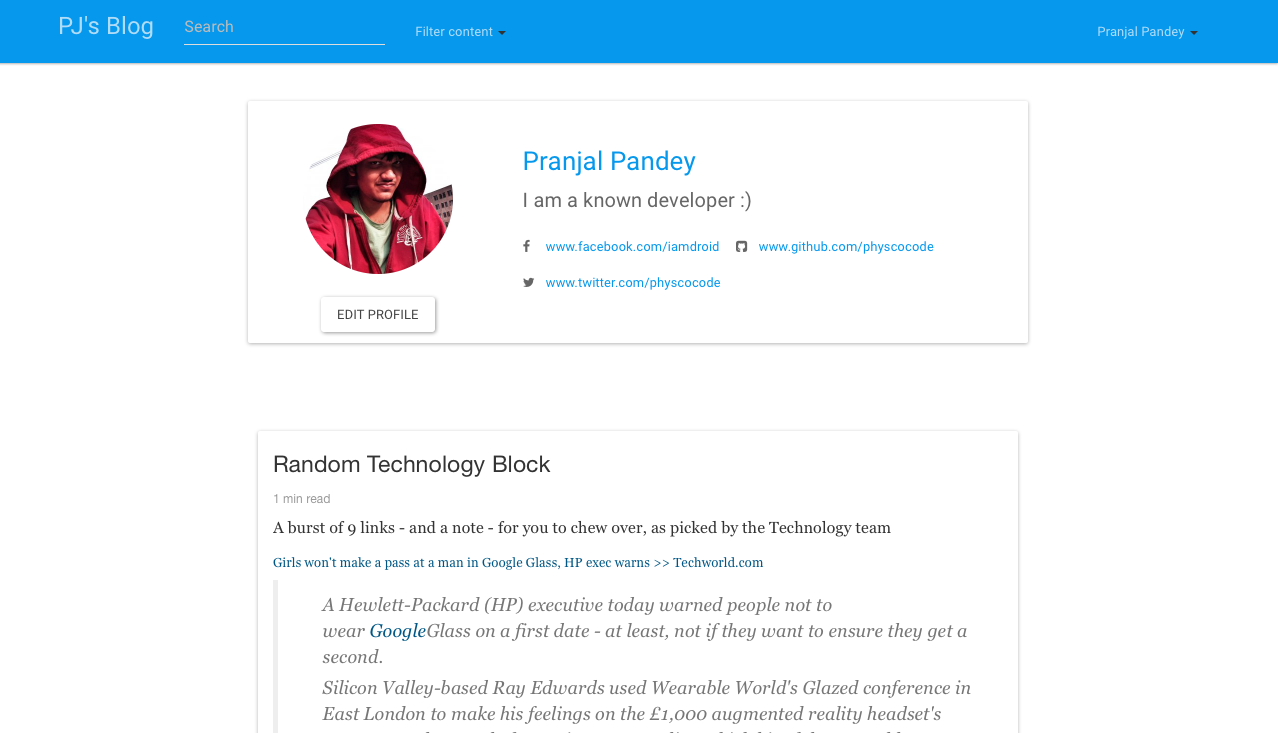 PJ's Blog
Search
Filter content
Pranjal Pandey
Pranjal Pandey
I am a known developer :)
www.facebook.com/iamdroid www.github.com/physcocode
www.twitter.com/physcocode
EDIT PROFILE
Random Technology Block
1 min read
A burst of 9 links - and a note - for you to chew over, as picked by the Technology team
Girls won't make a pass at a man in Google Glass, HP exec warns >> Techworld.com
A Hewlett-Packard (HP) executive today warned people not to
wear GoogleGlass on a first date - at least, not if they want to ensure they get a
second.
Silicon Valley-based Ray Edwards used Wearable World's Glazed conference in
East London to make his feelings on the £1,000 augmented reality headset's